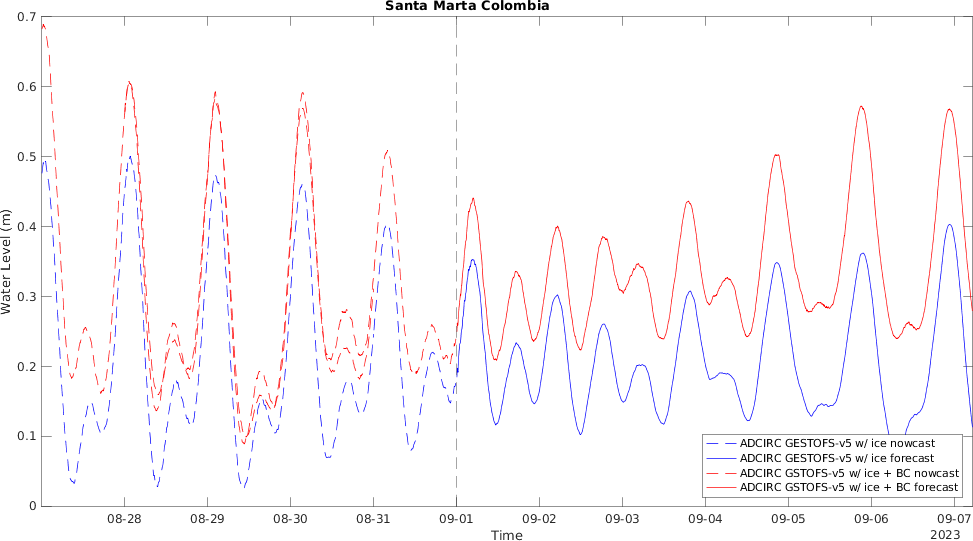 Santa Marta Colombia
0.7
0.6
0.5
0.4
0.3
0.2
0.1
0
Water Level (m)
ADCIRC GESTOFS-v5 w/ ice nowcast
ADCIRC GESTOFS-v5 w/ ice forecast
ADCIRC GSTOFS-v5 w/ ice + BC nowcast
ADCIRC GSTOFS-v5 w/ ice + BC forecast
08-28 08-29 08-30 08-31 09-01 09-02 09-03 09-04 09-05 09-06 09-07
Time
2023